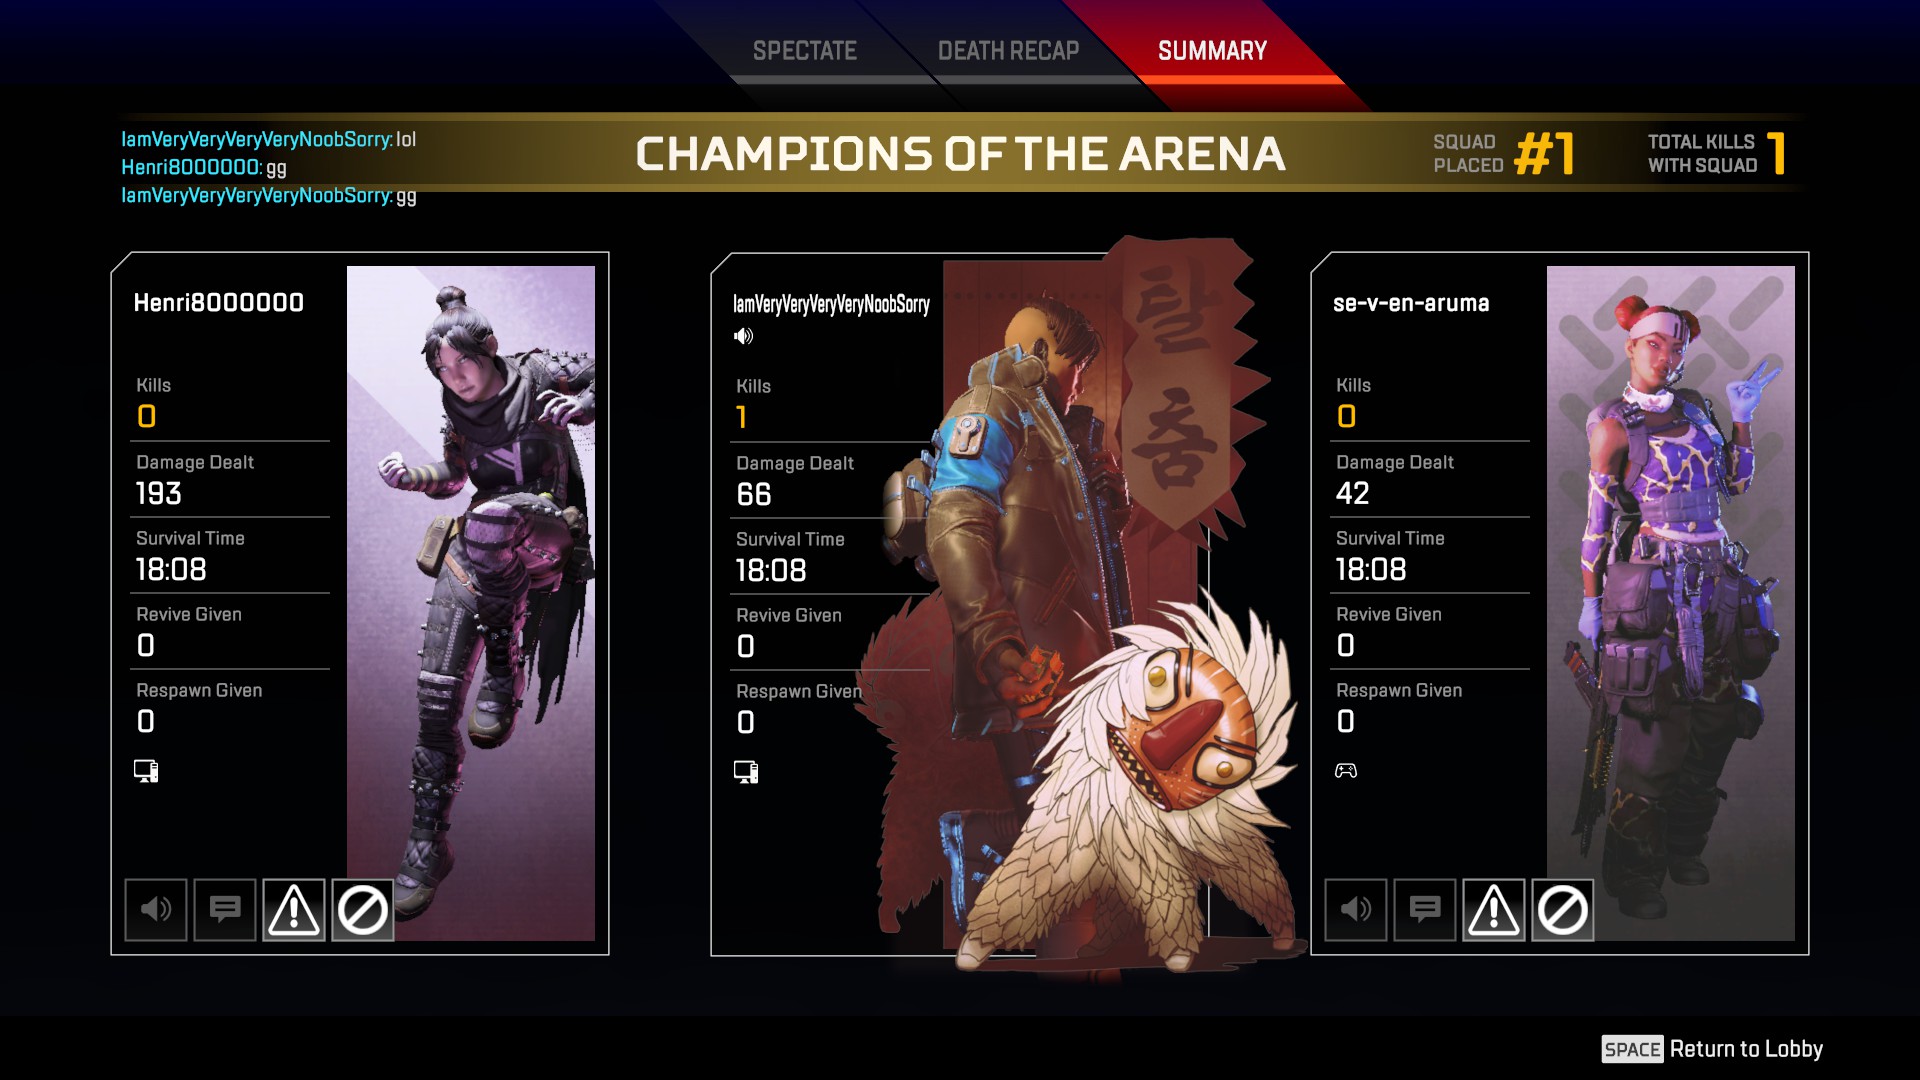 SPECTATE
DEATH RECAP
SUMMARY
IamVeryVeryVeryVeryNoobSorry: lol
Henri8000000: gg
IamVeryVeryVeryVeryNoobSorry: gg
CHAMPIONS OF THE ARENA
SQUAD PLACED #1
TOTAL KILLS WITH SQUAD 1
Henri8000000
Kills
0
Damage Dealt
193
Survival Time
18:08
Revive Given
0
Respawn Given
0
IamVeryVeryVeryVeryNoobSorry
Kills
1
Damage Dealt
66
Survival Time
18:08
Revive Given
0
Respawn Given
0
탈
춤
se-v-en-aruma
Kills
0
Damage Dealt
42
Survival Time
18:08
Revive Given
0
Respawn Given
0
SPACE Return to Lobby